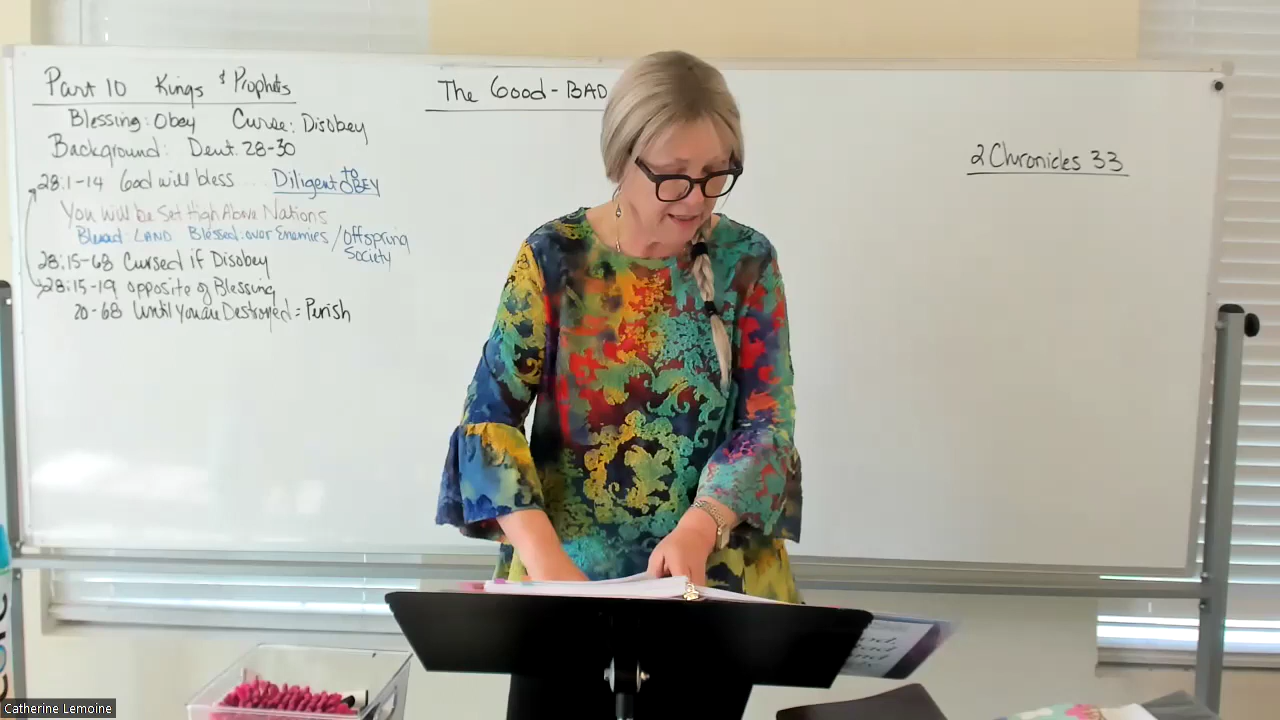 Part 10 Kings & Prophets
Blessing: Obey Curse: Disobey
Background: Deut. 28-30
28:1-14 God will bless.... Diligent to OBEY
You will be Set High Above Nations
Blessed: LAND Blessed: over Enemies / Offspring
Society
28:15-68 Cursed if Disobey
28:15-19 opposite of Blessing
20-68 Until You are Destroyed = Perish
The Good - BAD
2 Chronicles 33
Catherine Lemoine